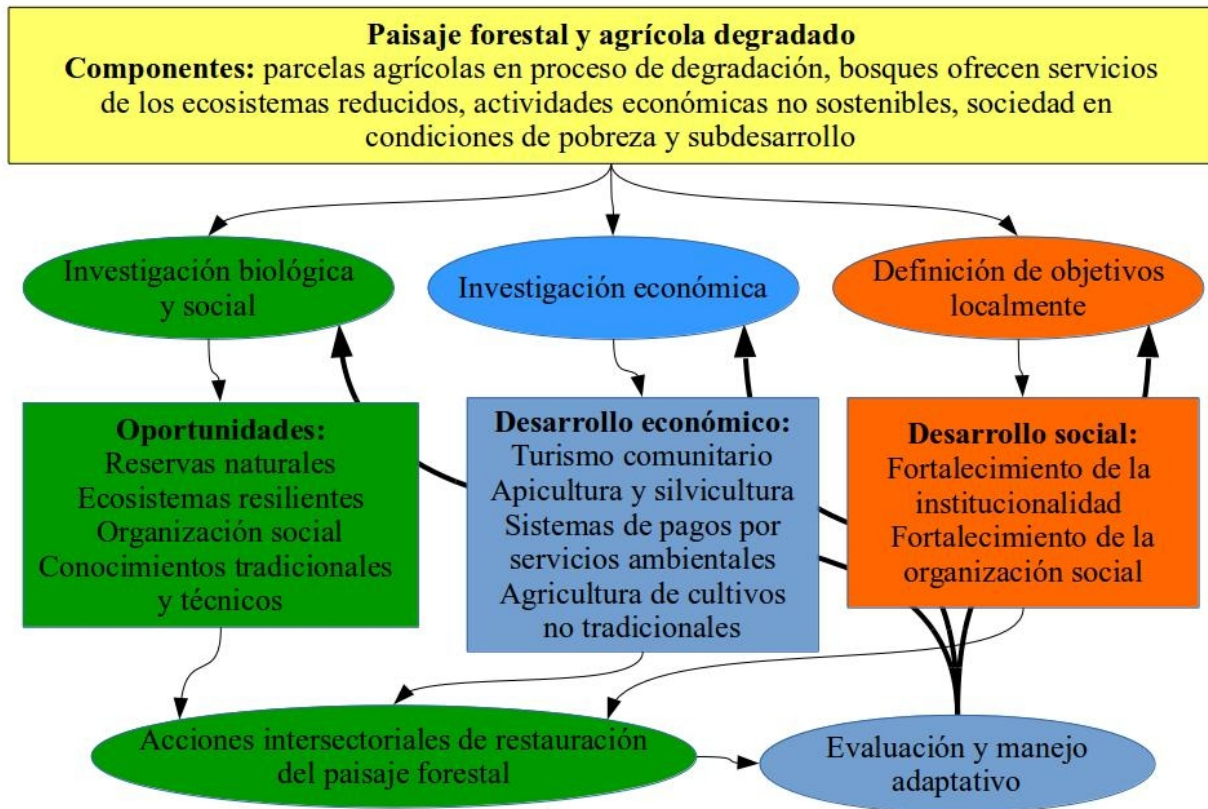 Paisaje forestal y agrícola degradado
Componentes: parcelas agrícolas en proceso de degradación, bosques ofrecen servicios
de los ecosistemas reducidos, actividades económicas no sostenibles, sociedad en
condiciones de pobreza y subdesarrollo
Investigación biológica
y social
Investigación económica
Definición de objetivos
localmente
Oportunidades:
Reservas naturales
Ecosistemas resilientes
Organización social
Conocimientos tradicionales
y técnicos
Desarrollo económico:
Turismo comunitario
Apicultura y silvicultura
Sistemas de pagos por
servicios ambientales
Agricultura de cultivos
no tradicionales
Desarrollo social:
Fortalecimiento de la
institucionalidad
Fortalecimiento de la
organización social
Acciones intersectoriales de restauración
del paisaje forestal
Evaluación y manejo
adaptativo